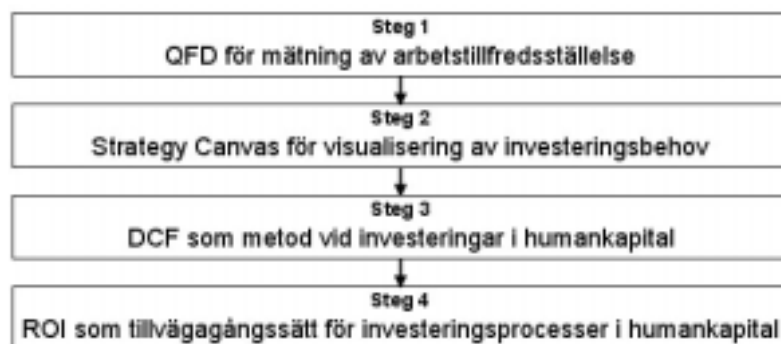 Steg 1
QFD för mätning av arbetstillfredsställelse
Steg 2
Strategy Canvas för visualisering av investeringsbehov
Steg 3
DCF som metod vid investeringar i humankapital
Steg 4
ROI som tillvägagångssätt för investeringsprocesser i humankapital